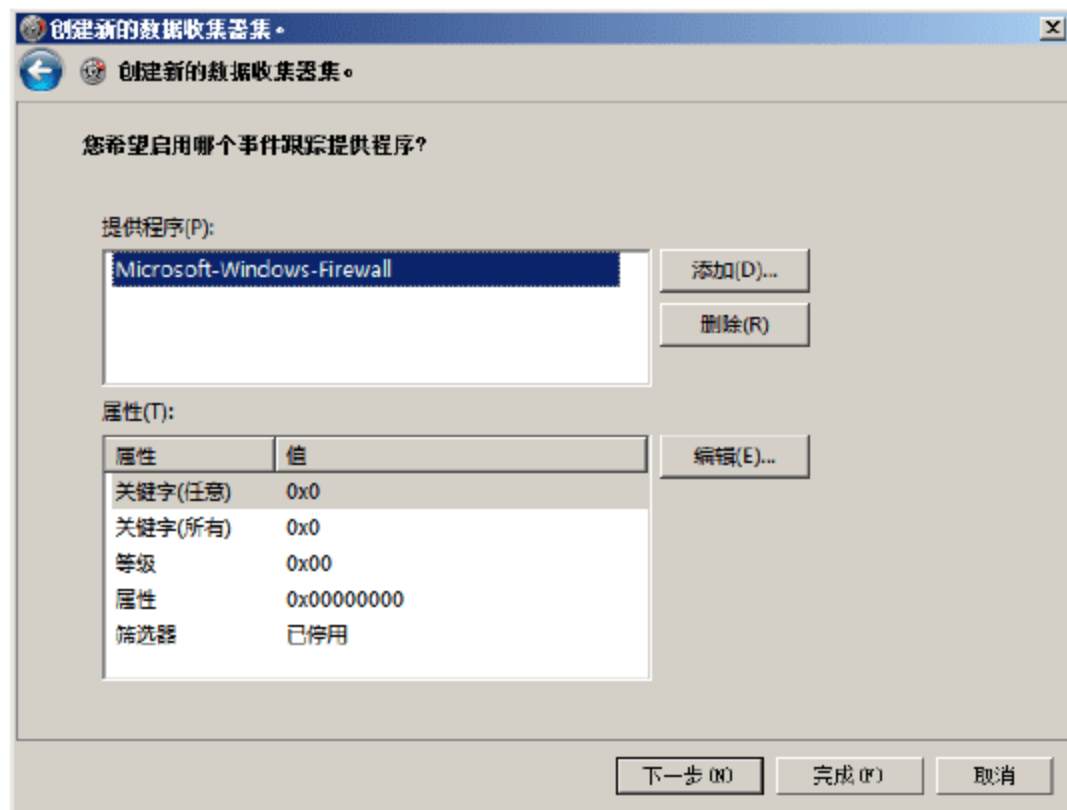 创建新的数据收集器集。
创建新的数据收集器集。
您希望启用哪个事件跟踪提供程序?
提供程序(P):
Microsoft-Windows-Firewall
添加(D)...
删除(R)
属性(T):
属性 值
编辑(E)...
关键字(任意) 0x0
关键字(所有) 0x0
等级 0x00
属性 0x00000000
筛选器 已停用
下一步(N) 完成(F) 取消